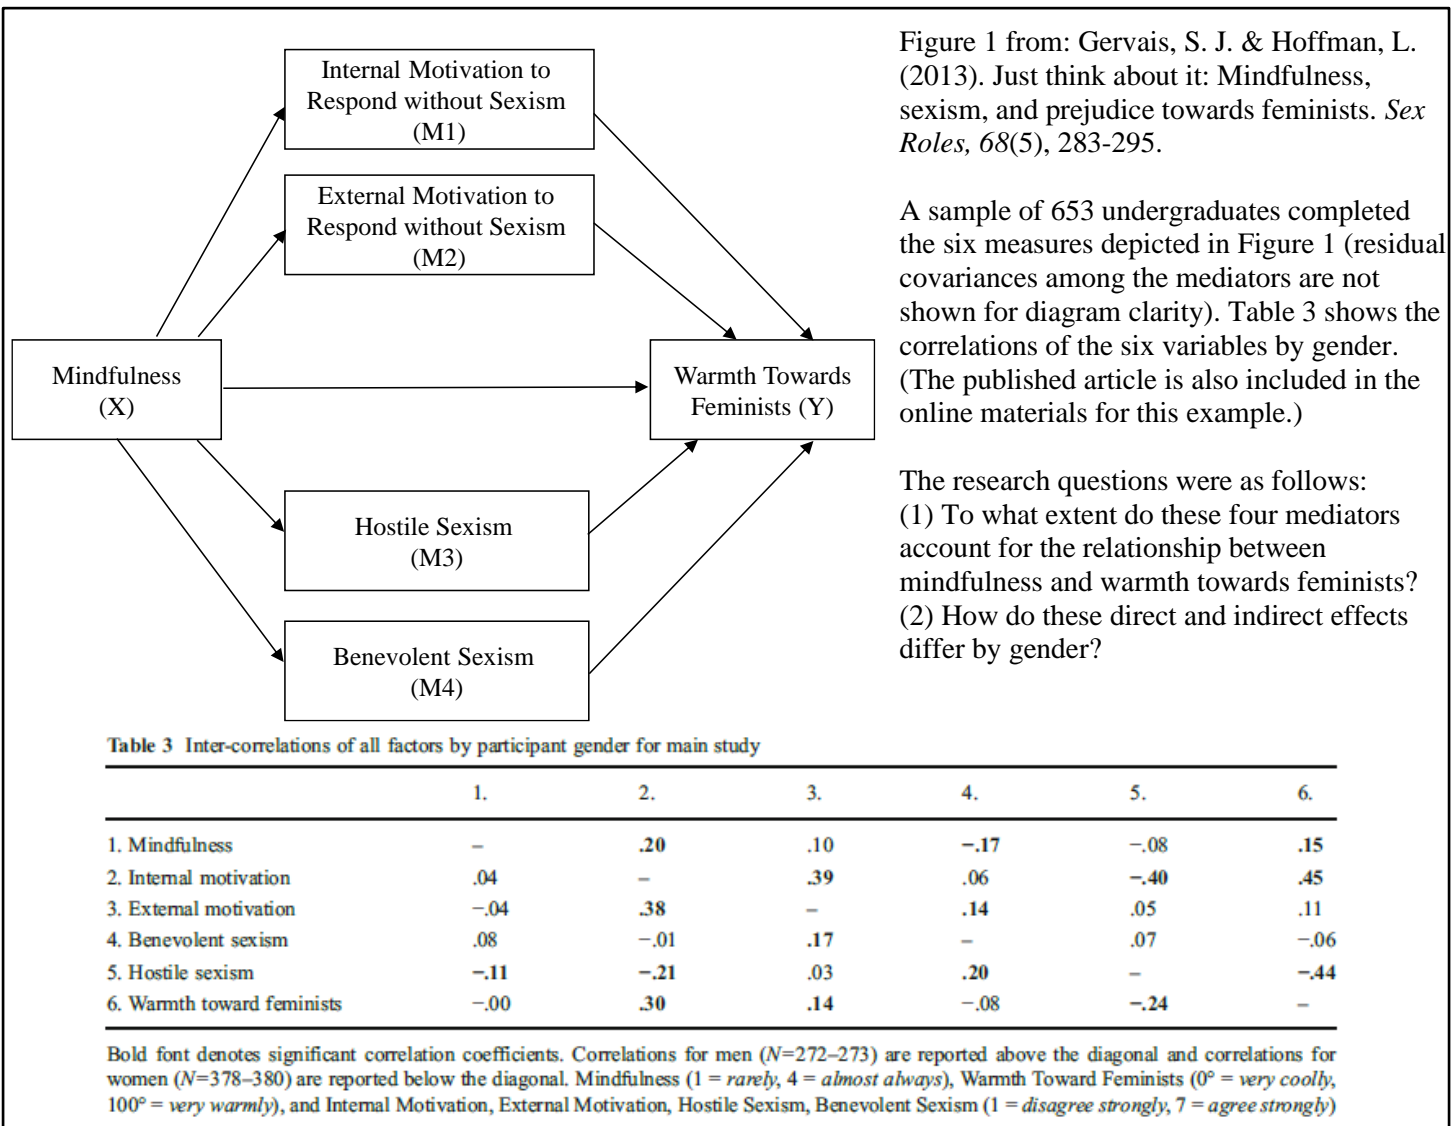 Internal Motivation to
Respond without Sexism
(M1)
External Motivation to
Respond without Sexism
(M2)
Mindfulness
(X)
Warmth Towards
Feminists (Y)
Hostile Sexism
(M3)
Benevolent Sexism
(M4)
Figure 1 from: Gervais, S. J. & Hoffman, L.
(2013). Just think about it: Mindfulness,
sexism, and prejudice towards feminists. Sex
Roles, 68(5), 283-295.
A sample of 653 undergraduates completed
the six measures depicted in Figure 1 (residual
covariances among the mediators are not
shown for diagram clarity). Table 3 shows the
correlations of the six variables by gender.
(The published article is also included in the
online materials for this example.)
The research questions were as follows:
(1) To what extent do these four mediators
account for the relationship between
mindfulness and warmth towards feminists?
(2) How do these direct and indirect effects
differ by gender?
Table 3 Inter-correlations of all factors by participant gender for main study
1. 2. 3. 4. 5. 6.
1. Mindfulness – .20 .10 −.17 −.08 .15
2. Internal motivation .04 – .39 .06 −.40 .45
3. External motivation −.04 .38 – .14 .05 .11
4. Benevolent sexism .08 −.01 .17 – .07 −.06
5. Hostile sexism −.11 −.21 .03 .20 – −.44
6. Warmth toward feminists −.00 .30 .14 −.08 −.24 –
Bold font denotes significant correlation coefficients. Correlations for men (N=272–273) are reported above the diagonal and correlations for
women (N=378–380) are reported below the diagonal. Mindfulness (1 = rarely, 4 = almost always), Warmth Toward Feminists (0° = very coolly,
100° = very warmly), and Internal Motivation, External Motivation, Hostile Sexism, Benevolent Sexism (1 = disagree strongly, 7 = agree strongly)